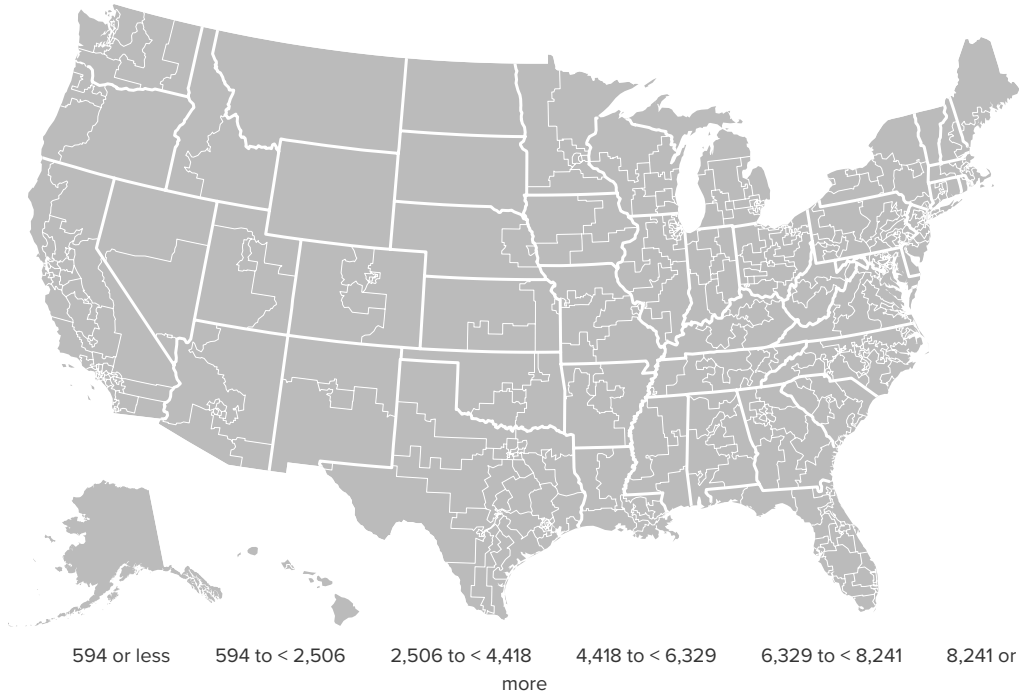 594 or less 594 to < 2,506 2,506 to < 4,418 4,418 to < 6,329 6,329 to < 8,241 8,241 or
more